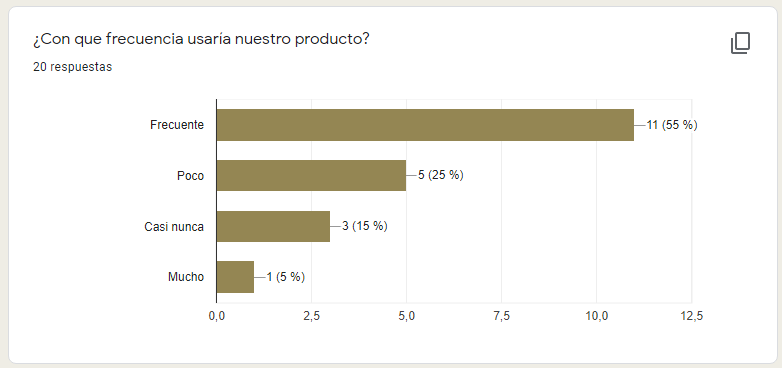 ¿Con que frecuencia usaría nuestro producto?
20 respuestas
Frecuente 11 (55 %)
Poco 5 (25 %)
Casi nunca 3 (15 %)
Mucho 1 (5 %)
0,0 2,5 5,0 7,5 10,0 12,5